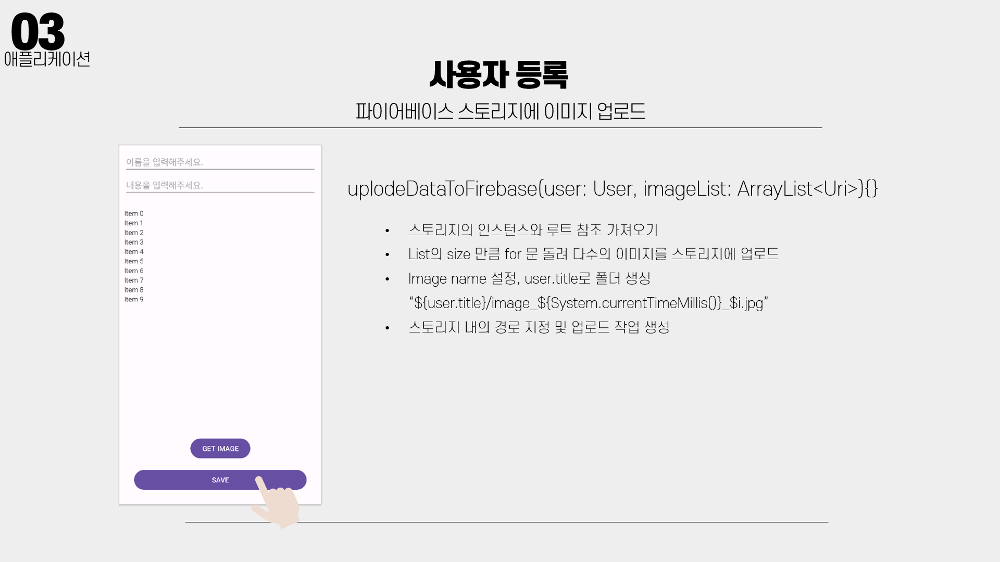 03
애플리케이션
사용자 등록
파이어베이스 스토리지에 이미지 업로드
이름을 입력해주세요.
내용을 입력해주세요.
Item 0
Item 1
Item 2
Item 3
Item 4
Item 5
Item 6
Item 7
Item 8
Item 9
GET IMAGE
SAVE
uplodeDataToFirebase(user: User, imageList: ArrayList<Uri>){}
• 스토리지의 인스턴스와 루트 참조 가져오기
• List의 size 만큼 for 문 돌려 다수의 이미지를 스토리지에 업로드
• Image name 설정, user.title로 폴더 생성
“${user.title}/image_${System.currentTimeMillis()}_$i.jpg”
• 스토리지 내의 경로 지정 및 업로드 작업 생성